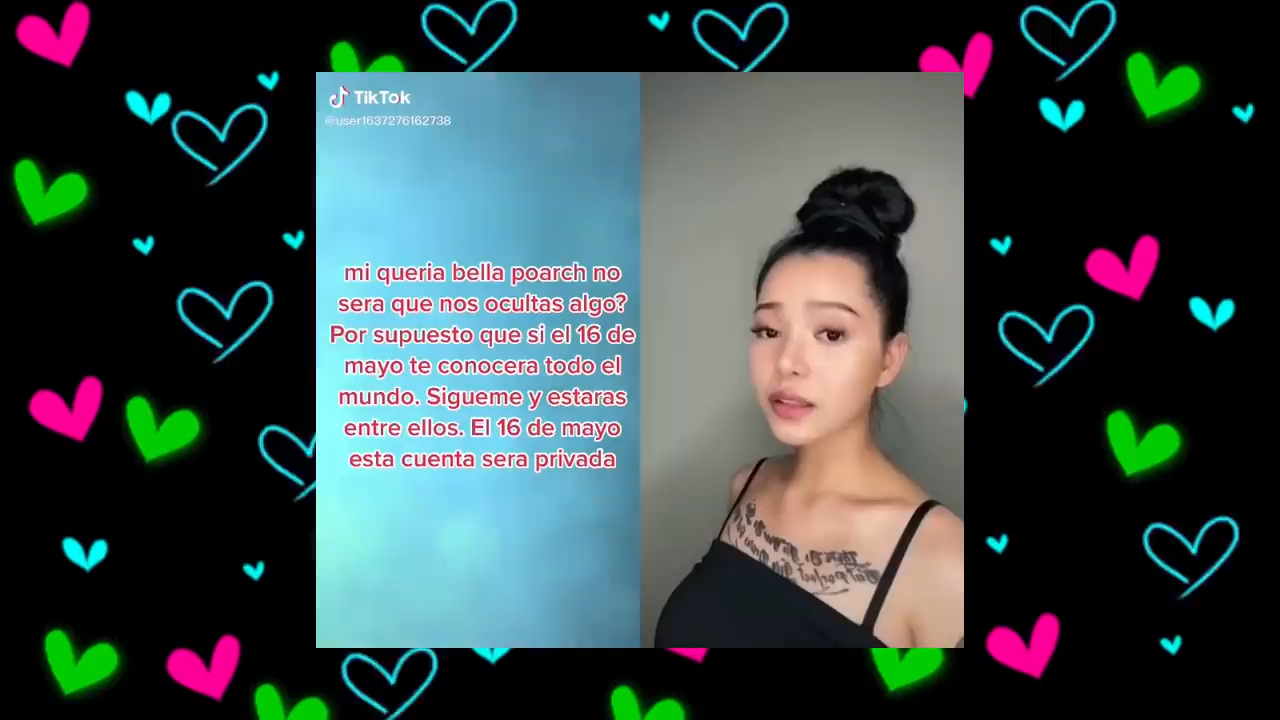 TikTok
@user1637276162738
mi queria bella poarch no
sera que nos ocultas algo?
Por supuesto que si el 16 de
mayo te conocera todo el
mundo. Sigueme y estaras
entre ellos. El 16 de mayo
esta cuenta sera privada